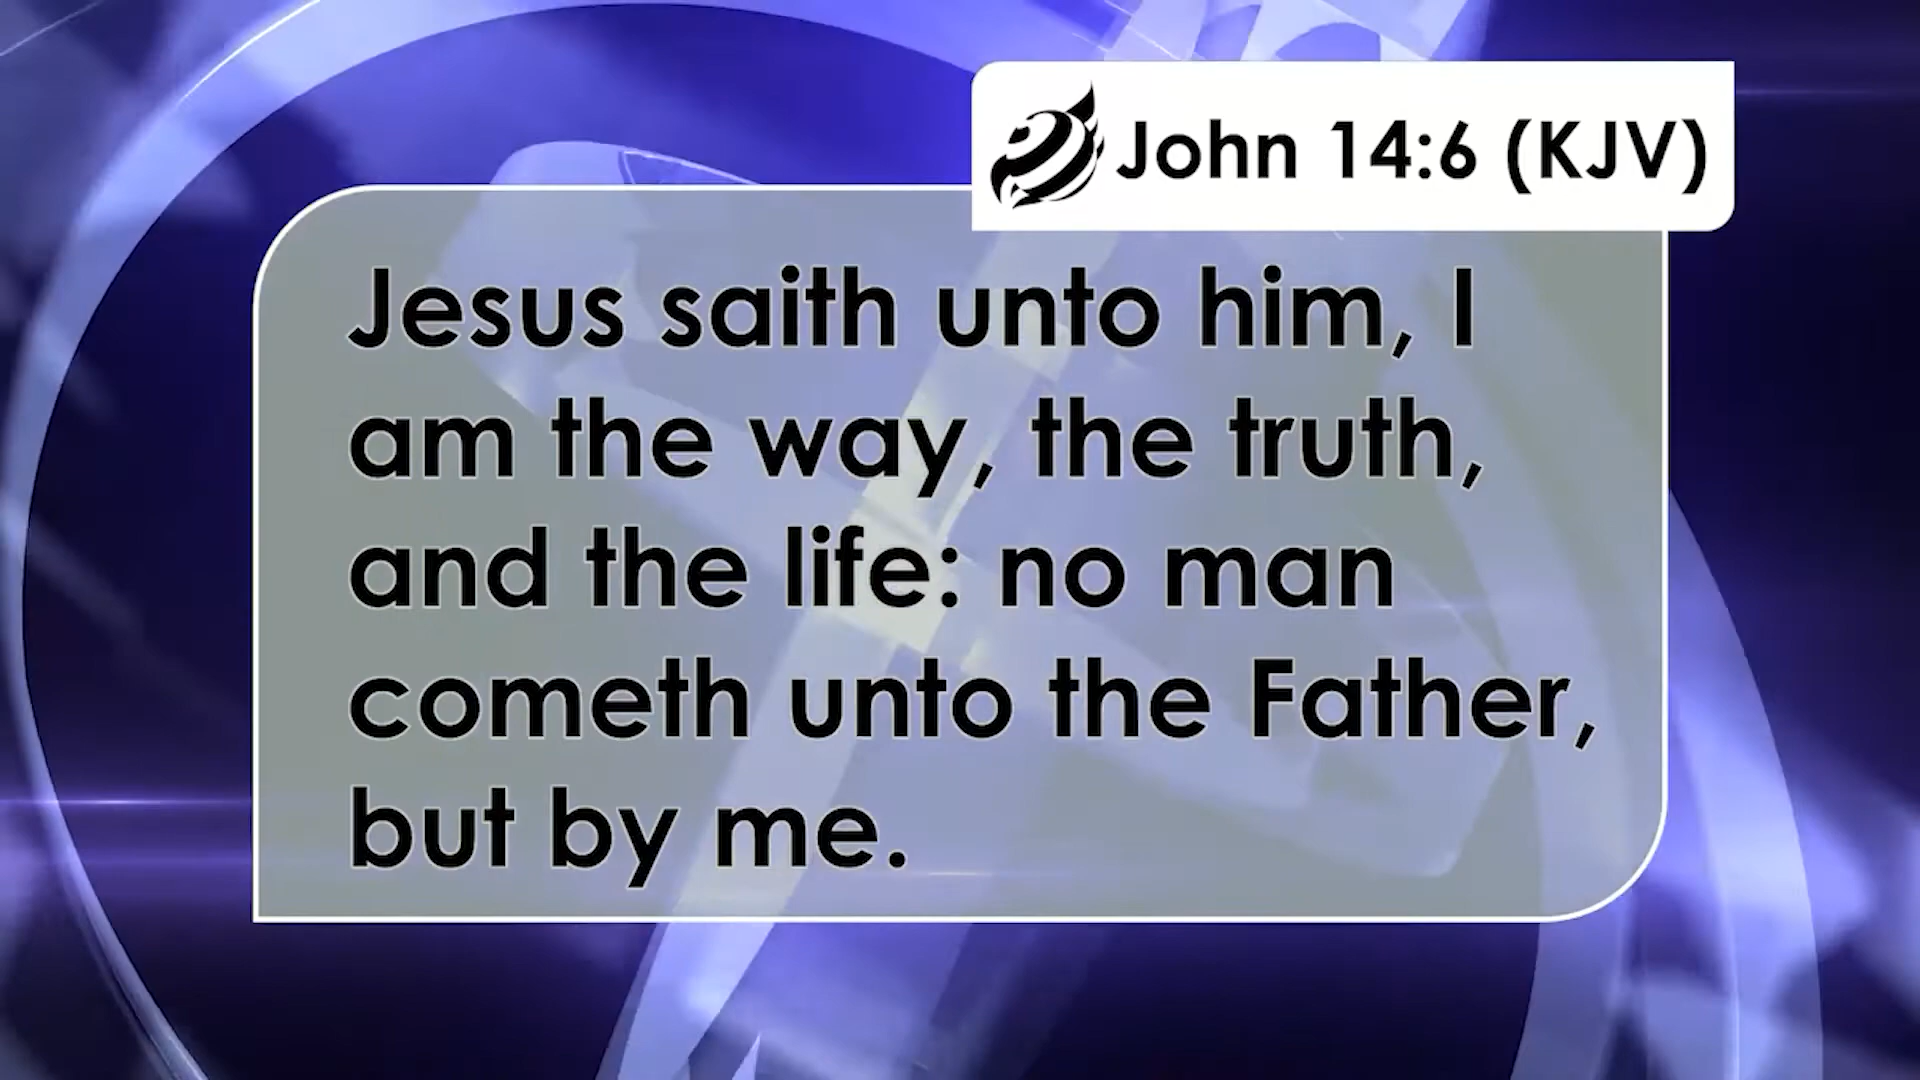 John 14:6 (KJV)
Jesus saith unto him, I
am the way, the truth,
and the life: no man
cometh unto the Father,
but by me.